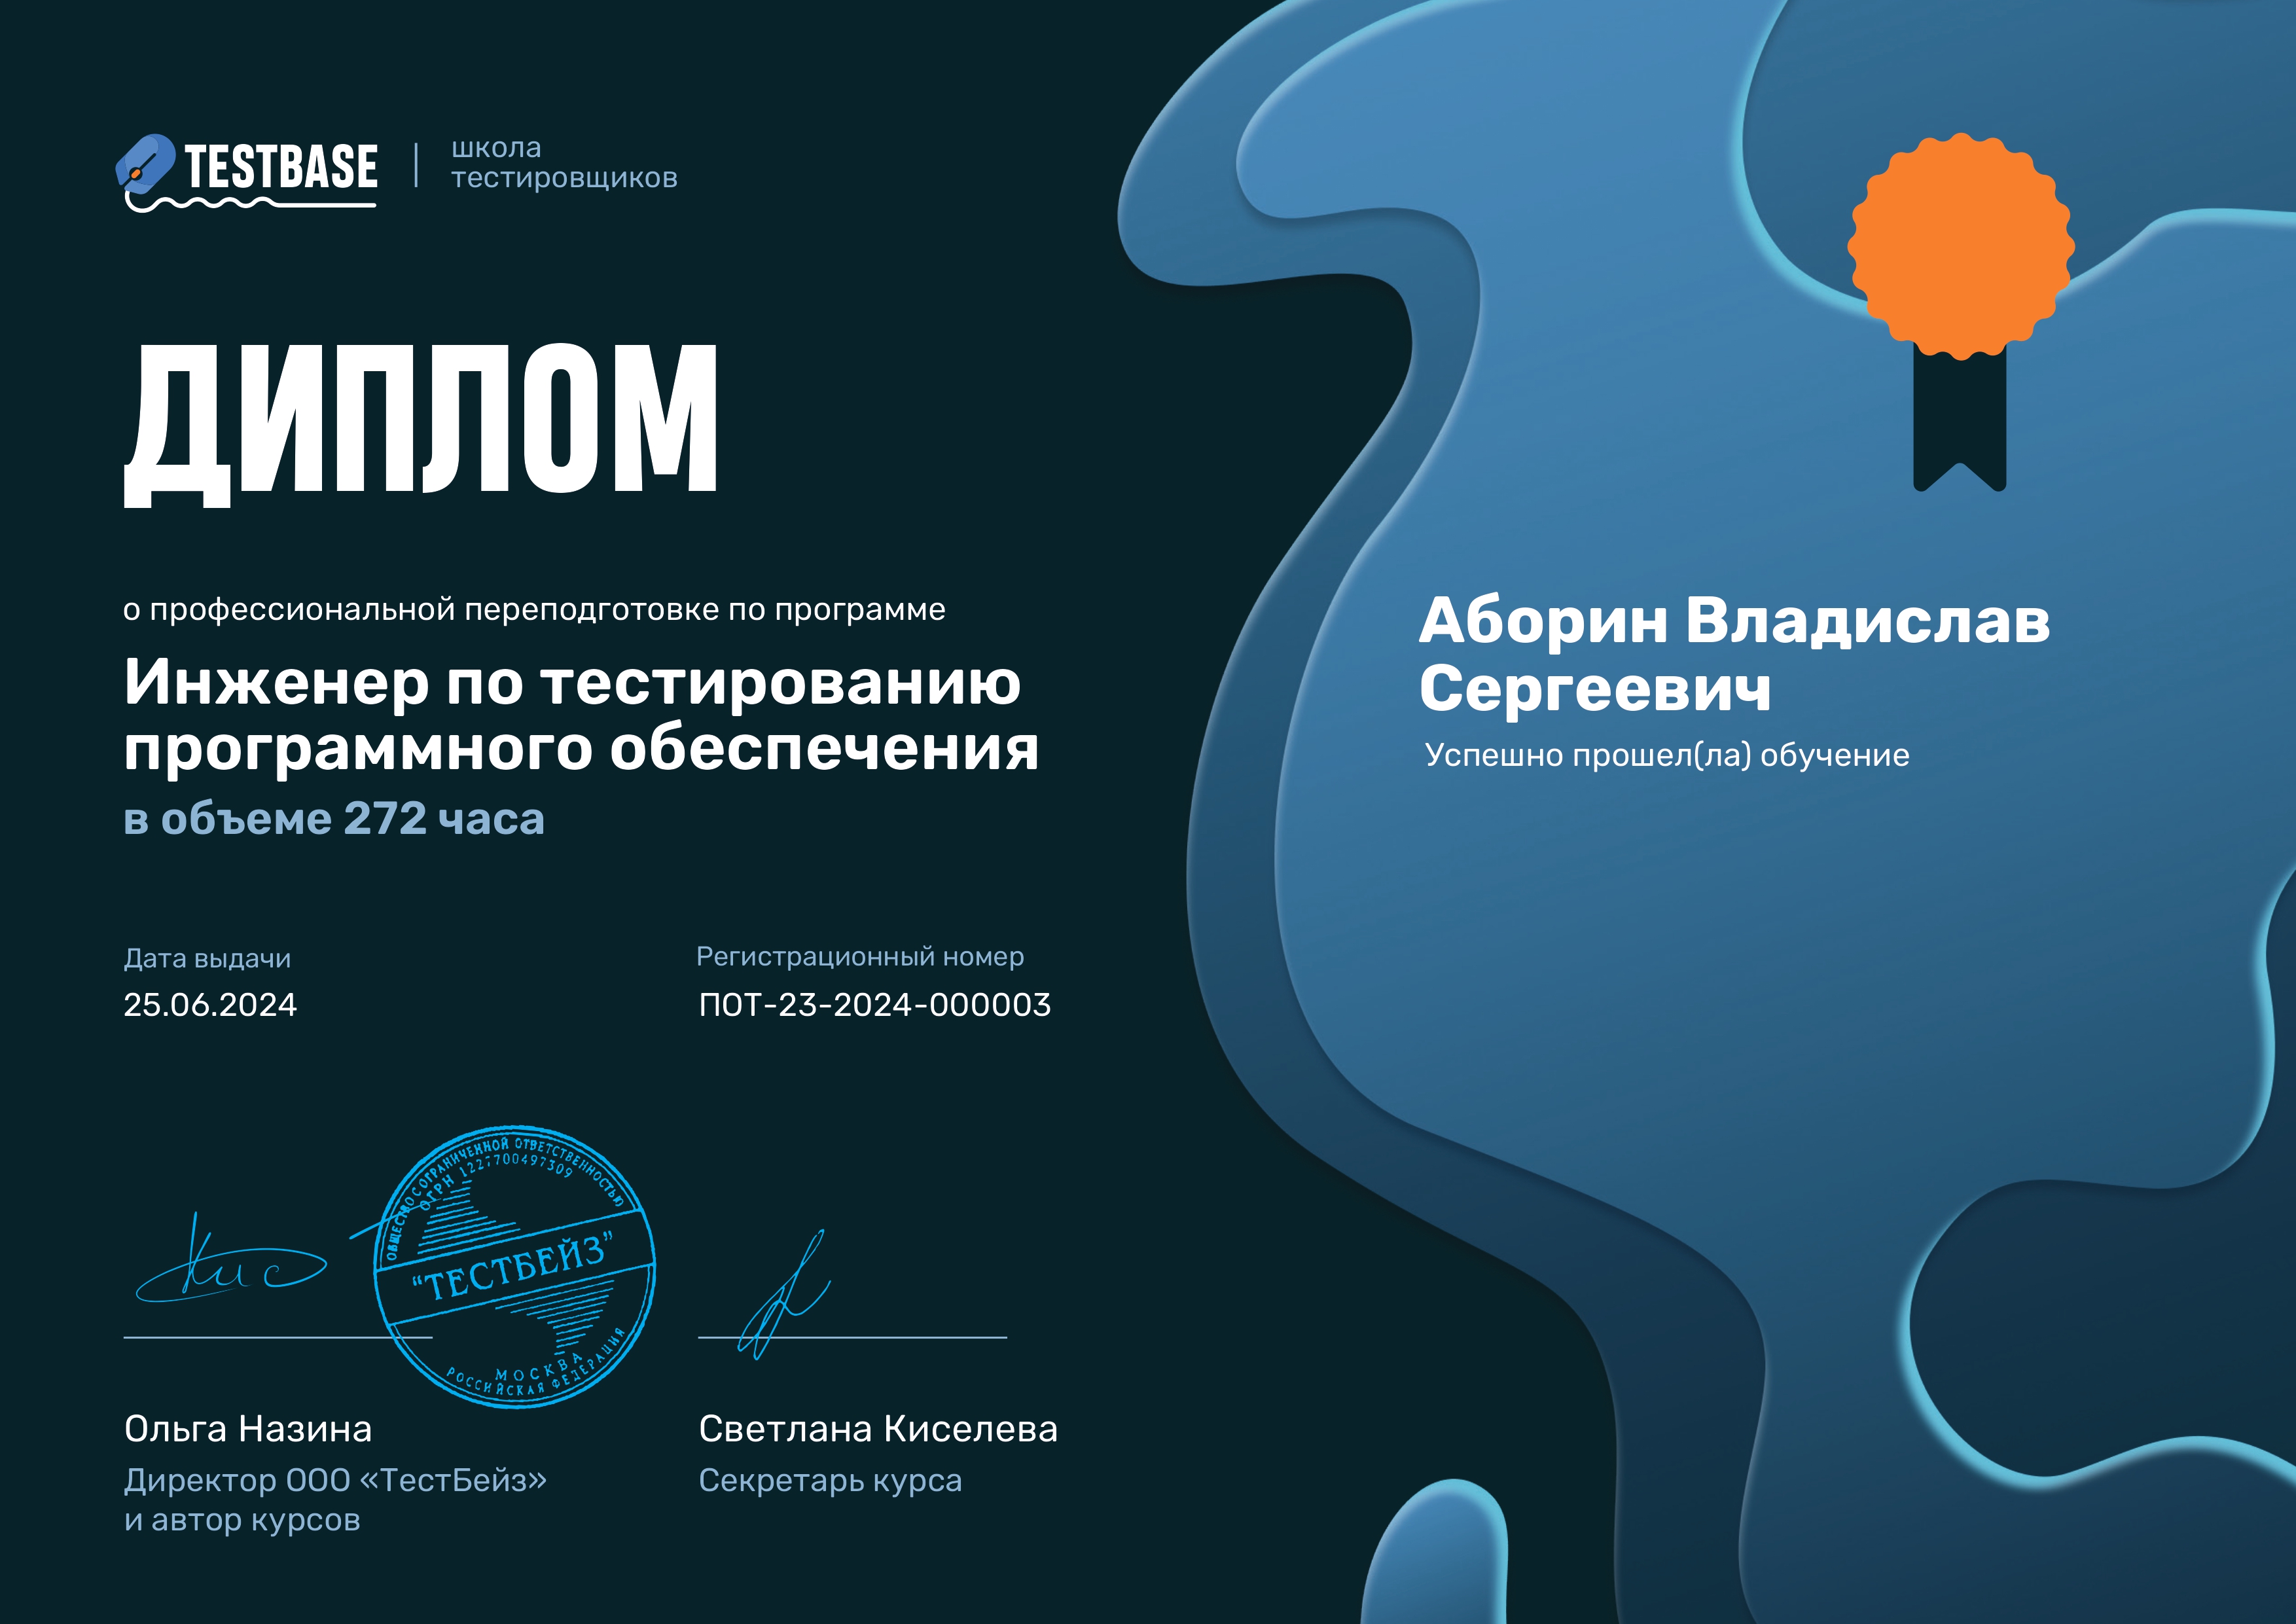 TESTBASE
школа
тестировщиков
ДИПЛОМ
о профессиональной переподготовке по программе
Инженер по тестированию
программного обеспечения
в объеме 272 часа
Аборин Владислав
Сергеевич
Успешно прошел(ла) обучение
Дата выдачи
25.06.2024
Регистрационный номер
ПОТ-23-2024-000003
ОБЩЕСТВО С ОГРАНИЧЕННОЙ ОТВЕТСТВЕННОСТЬЮ
ОГРН 1227700497309
“ТЕСТБЕЙЗ”
МОСКВА
РОССИЙСКАЯ ФЕДЕРАЦИЯ
Ольга Назина
Директор ООО «ТестБейз»
и автор курсов
Светлана Киселева
Секретарь курса